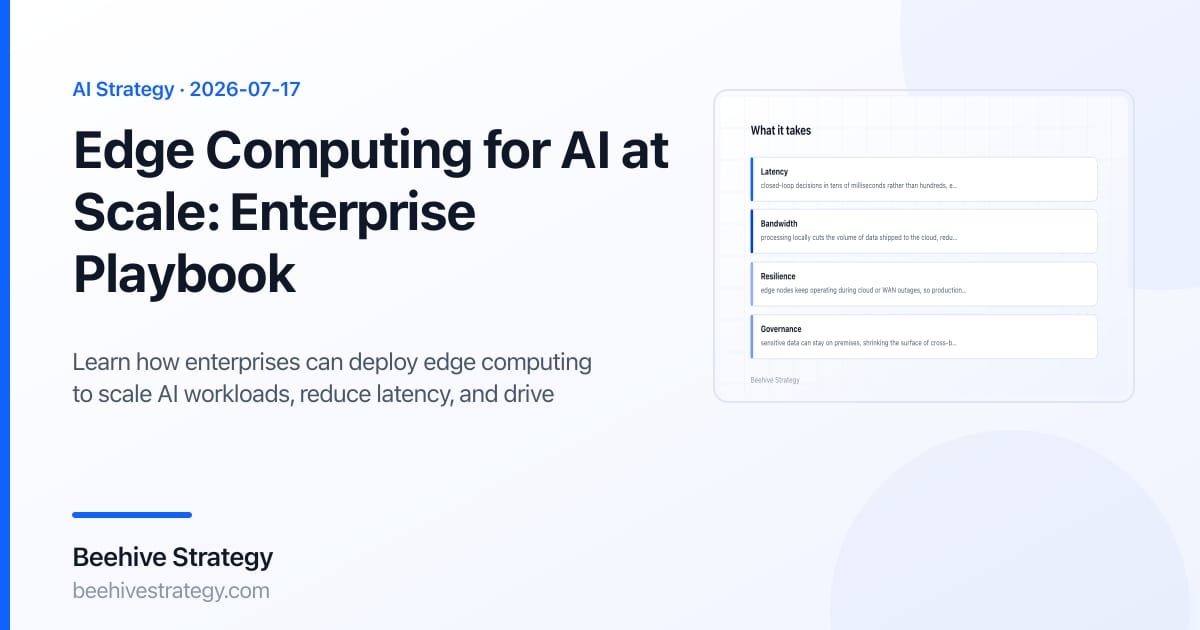 AI Strategy · 2026-07-17
Edge Computing for AI at
Scale: Enterprise
Playbook
Learn how enterprises can deploy edge computing
to scale AI workloads, reduce latency, and drive
Beehive Strategy
beehivestrategy.com
What it takes
Latency
closed-loop decisions in tens of milliseconds rather than hundreds, e...
Bandwidth
processing locally cuts the volume of data shipped to the cloud, redu...
Resilience
edge nodes keep operating during cloud or WAN outages, so production...
Governance
sensitive data can stay on premises, shrinking the surface of cross-b...
Beehive Strategy